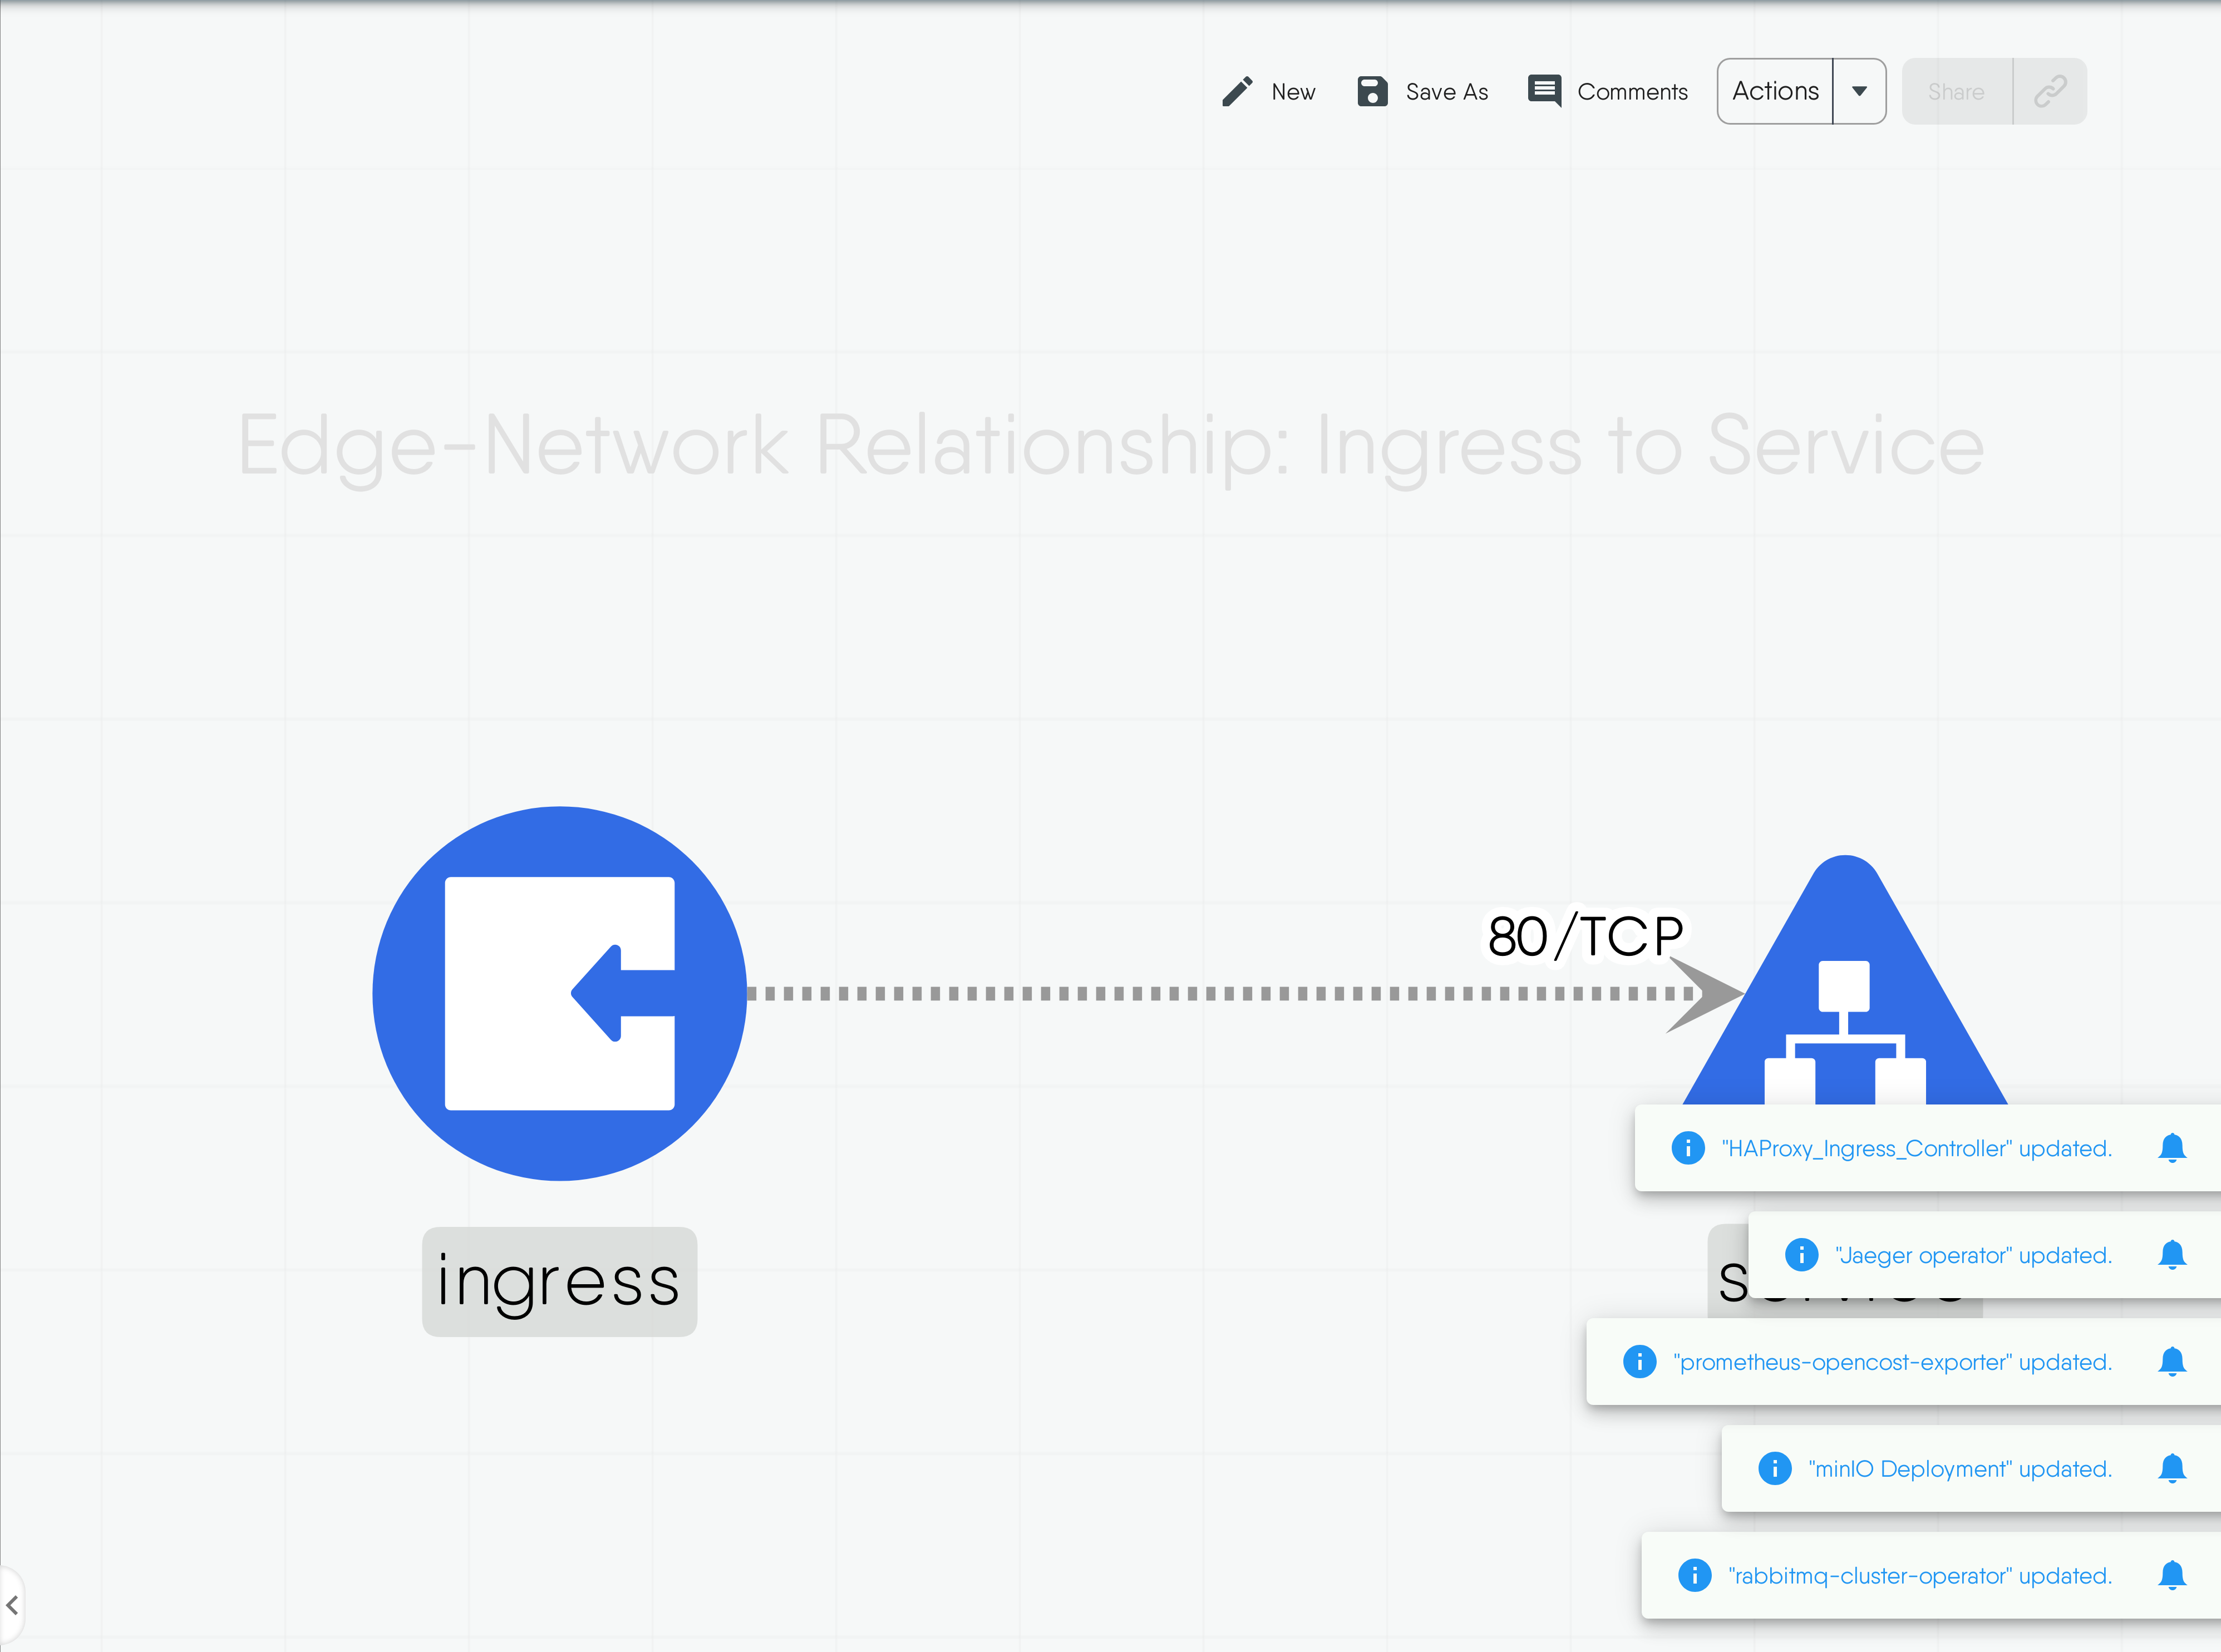 New Save As Comments Actions Share
Edge-Network Relationship: Ingress to Service
80/TCP
"HAProxy_Ingress_Controller" updated.
"Jaeger operator" updated.
ingress
"prometheus-opencost-exporter" updated.
"minIO Deployment" updated.
"rabbitmq-cluster-operator" updated.